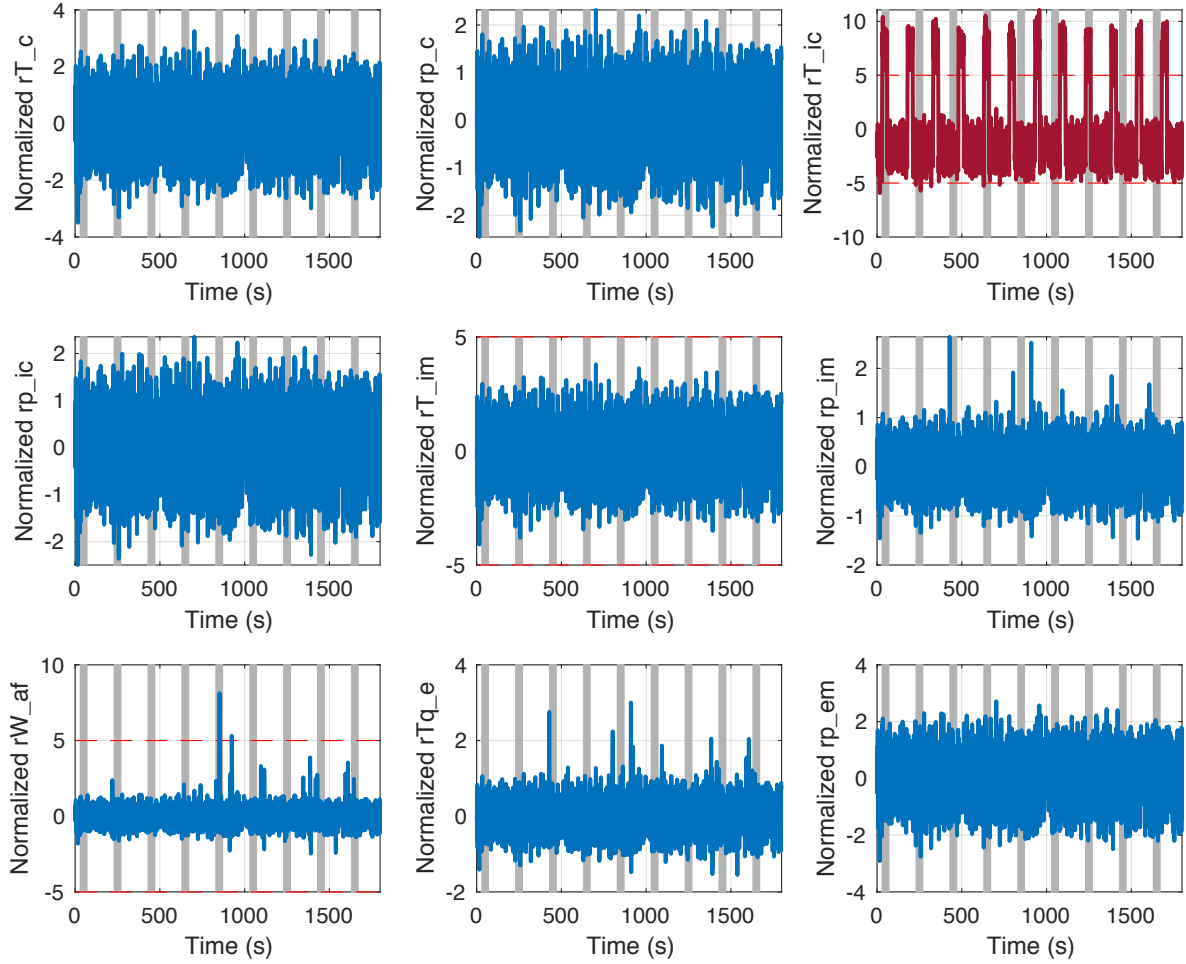 Normalized rT_c
4
2
0
-2
-4
0 500 1000 1500
Time (s)
Normalized rp_c
2
1
0
-1
-2
0 500 1000 1500
Time (s)
Normalized rT_ic
10
5
0
-5
-10
0 500 1000 1500
Time (s)
Normalized rp_ic
2
1
0
-1
-2
0 500 1000 1500
Time (s)
Normalized rT_im
5
0
-5
0 500 1000 1500
Time (s)
Normalized rp_im
2
1
0
-1
-2
0 500 1000 1500
Time (s)
Normalized rW_af
10
5
0
-5
0 500 1000 1500
Time (s)
Normalized rTq_e
4
2
0
-2
0 500 1000 1500
Time (s)
Normalized rp_em
4
2
0
-2
-4
0 500 1000 1500
Time (s)